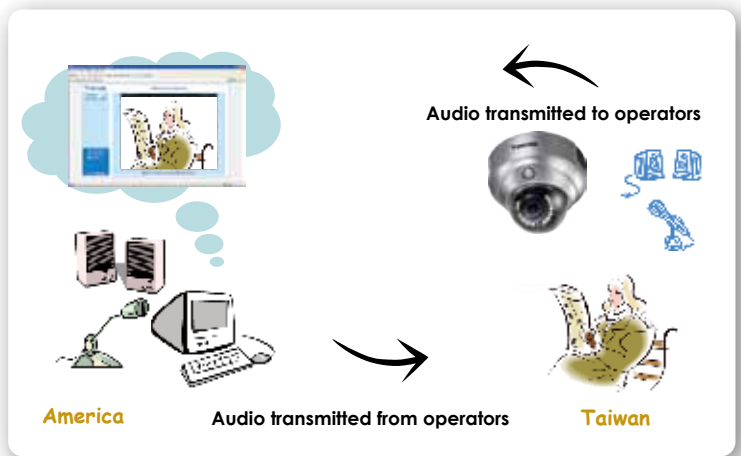 Audio transmitted to operators
America
Audio transmitted from operators
Taiwan